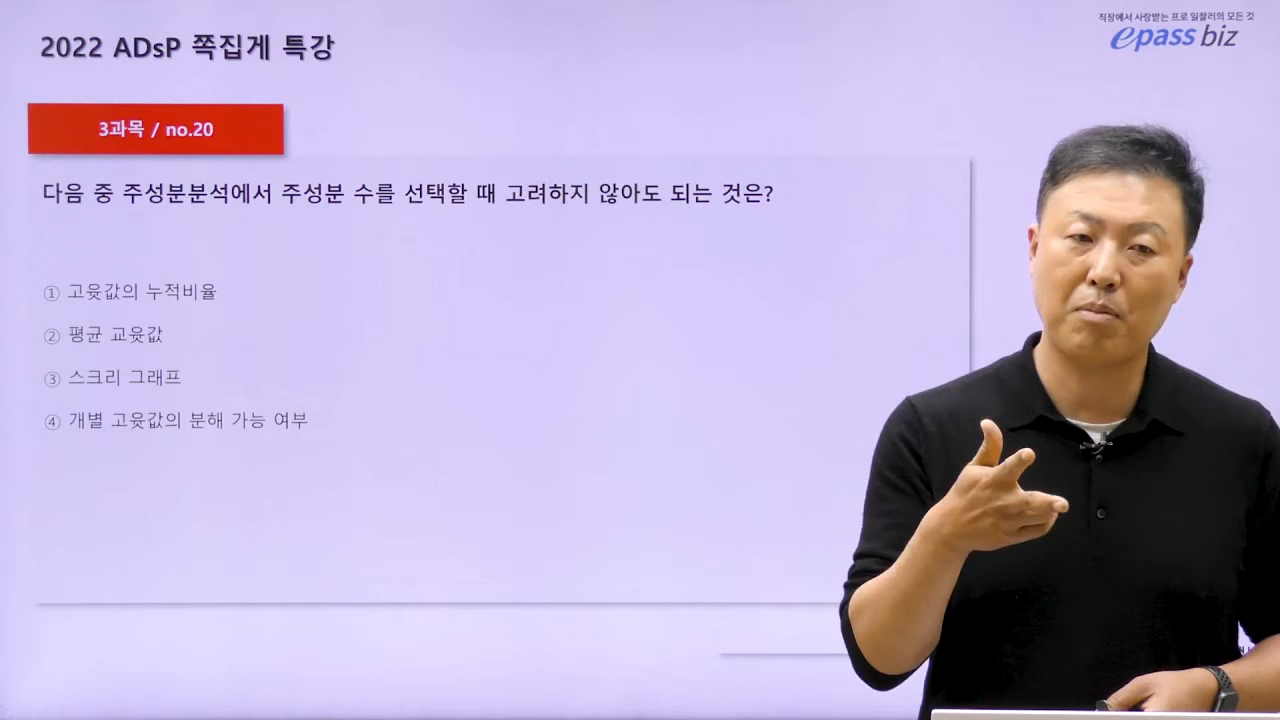 2022 ADsP 쪽집게 특강
직장에서 사랑받는 프로 일잘러의 모든 것
epass biz
3과목 / no.20
다음 중 주성분분석에서 주성분 수를 선택할 때 고려하지 않아도 되는 것은?
① 고윳값의 누적비율
② 평균 교윳값
③ 스크리 그래프
④ 개별 고윳값의 분해 가능 여부